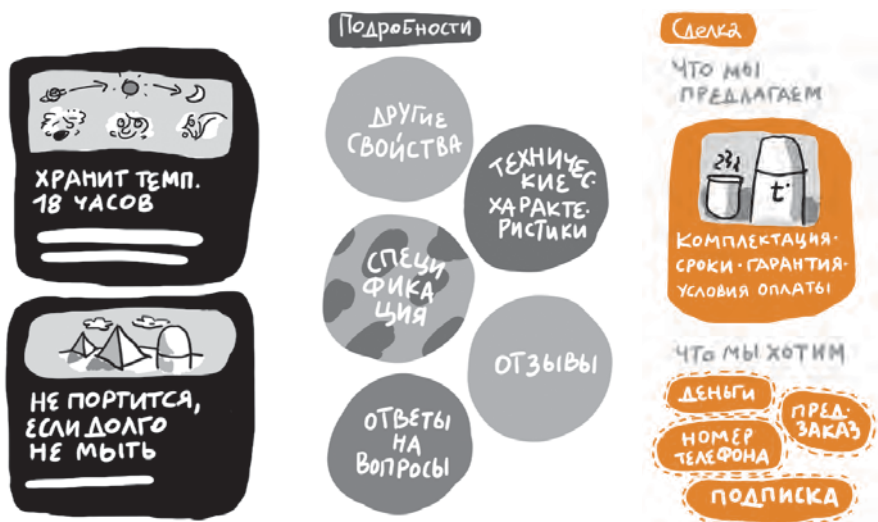 ХРАНИТ ТЕМП.
18 ЧАСОВ
НЕ ПОРТИТСЯ,
ЕСЛИ ДОЛГО
НЕ МЫТЬ
Подробности
ДРУГИЕ
СВОЙСТВА
ТЕХНИЧЕС-
КИЕ
ХАРАКТЕ-
РИСТИКИ
СПЕЦИ
ФИКА
ЦИЯ
ОТЗЫВЫ
ОТВЕТЫ
НА
ВОПРОСЫ
Сделка
ЧТО МЫ
ПРЕДЛАГАЕМ
t.
КОМПЛЕКТАЦИЯ·
СРОКИ·ГАРАНТИЯ·
УСЛОВИЯ ОПЛАТЫ
ЧТО МЫ ХОТИМ
ДЕНЬГИ
ПРЕД-
ЗАКАЗ
НОМЕР
ТЕЛЕФОНА
ПОДПИСКА